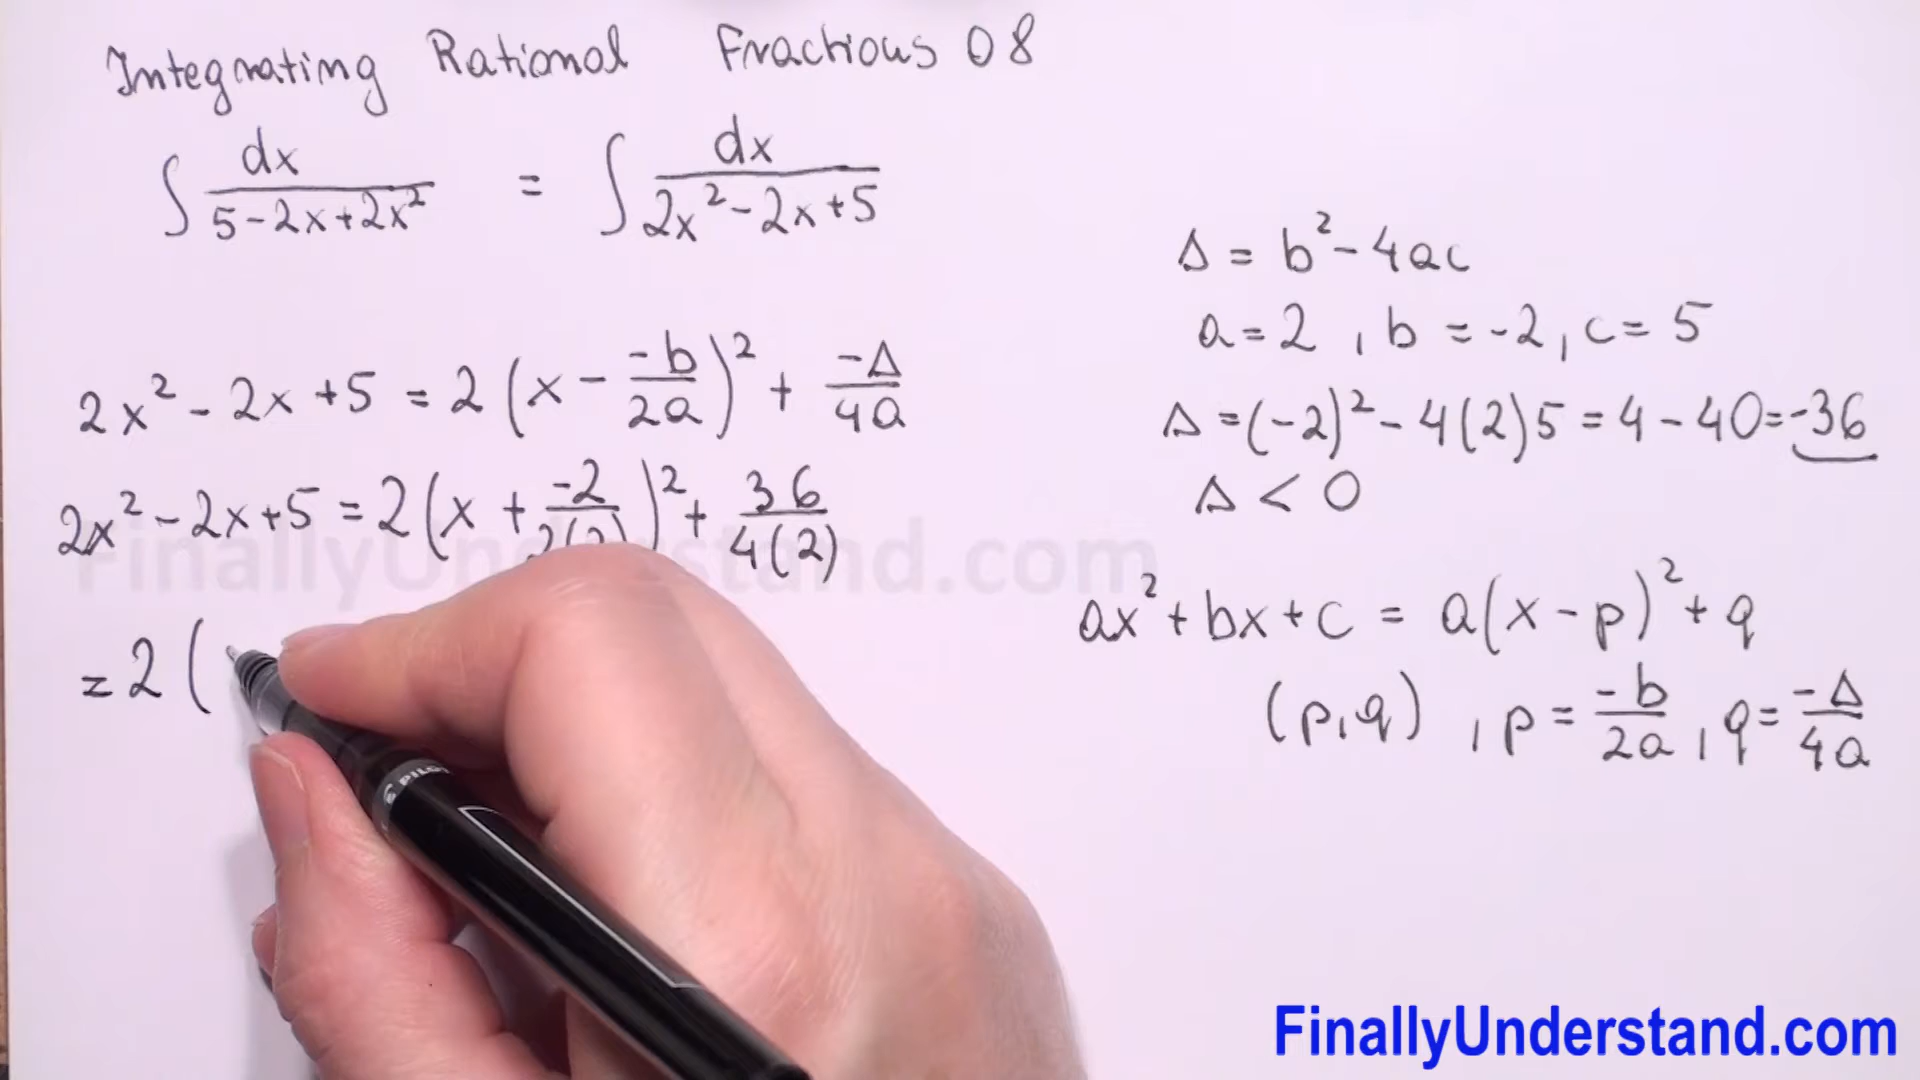 Integrating Rational Fractions 08
∫ dx / (5-2x+2x²) = ∫ dx / (2x²-2x+5)
Δ = b²-4ac
a=2, b=-2, c=5
2x²-2x+5 = 2(x - -b/2a)² + -Δ/4a
Δ=(-2)²-4(2)5=4-40=-36
Δ<0
2x²-2x+5=2(x+ -2/2(2))² + 36/4(2)
FinallyUnderstand.com
ax²+bx+c = a(x-p)²+q
= 2(
(p,q), p = -b/2a, q = -Δ/4a
PILOT
FinallyUnderstand.com